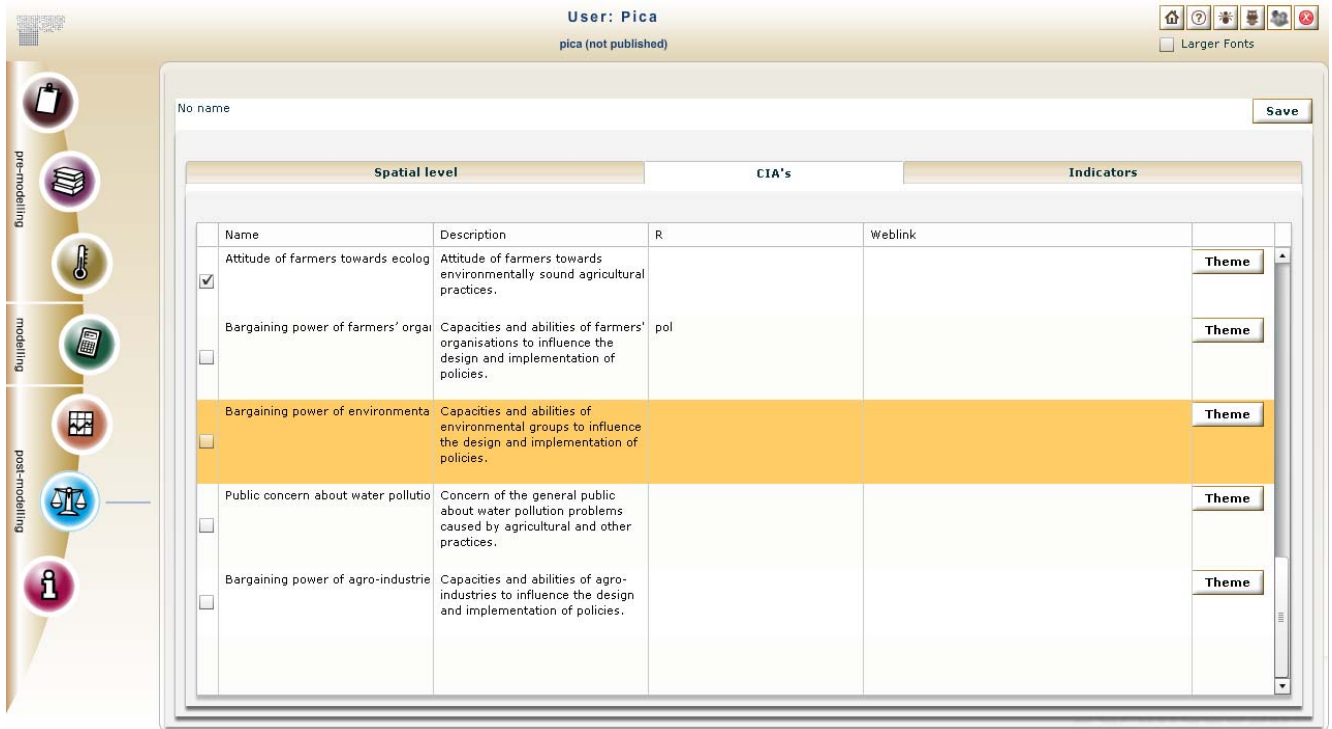 User: Pica
pica (not published)
Larger Fonts
pre-modelling
modelling
post-modelling
No name
Save
Spatial level
CIA's
Indicators
Name
Description
R
Weblink
Attitude of farmers towards ecolog
Attitude of farmers towards
environmentally sound agricultural
practices.
Theme
Bargaining power of farmers' orga
Capacities and abilities of farmers'
organisations to influence the
design and implementation of
policies.
pol
Theme
Bargaining power of environmenta
Capacities and abilities of
environmental groups to influence
the design and implementation of
policies.
Theme
Public concern about water pollutio
Concern of the general public
about water pollution problems
caused by agricultural and other
practices.
Theme
Bargaining power of agro-industrie
Capacities and abilities of agro-
industries to influence the design
and implementation of policies.
Theme